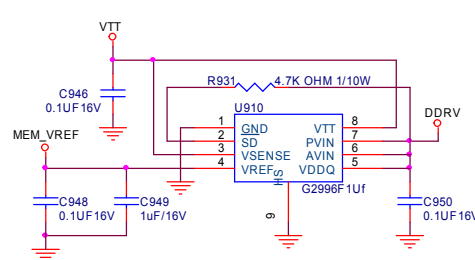 VTT
R931 4.7K OHM 1/10W
C946
0.1UF16V
U910
DDRV
1 GND VTT 8
2 SD PVIN 7
3 VSENSE AVIN 6
4 VREF VDDQ 5
HS
9
G2996F1Uf
MEM_VREF
C948
0.1UF16V
C949
1uF/16V
C950
0.1UF16V